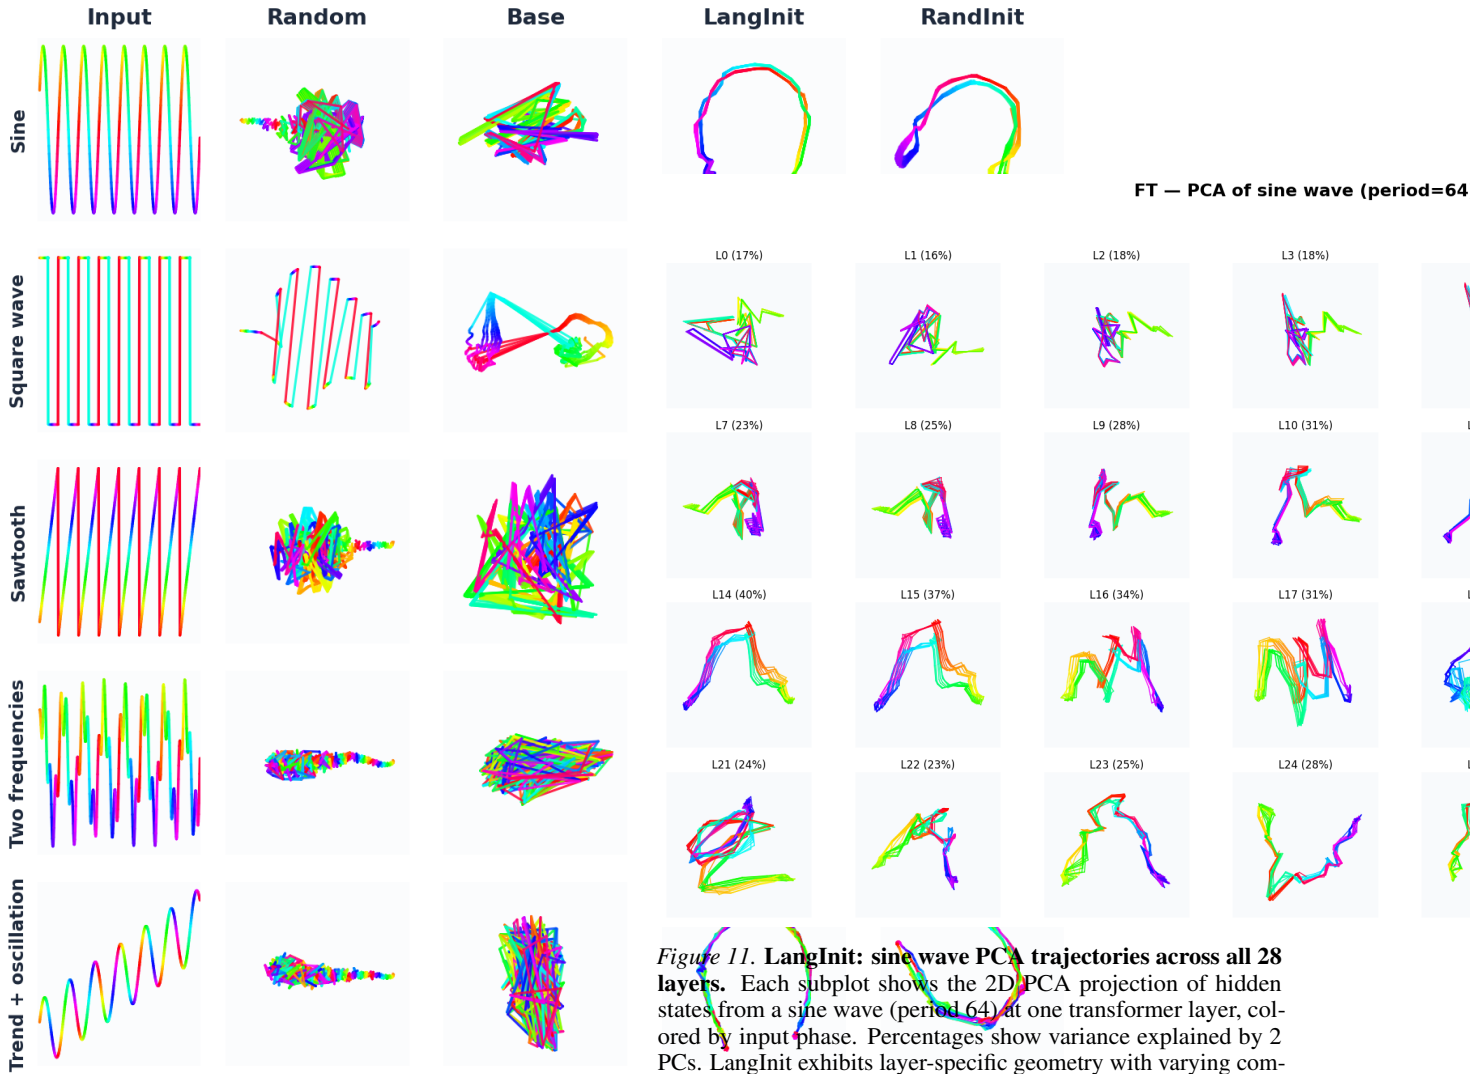 Input Random Base LangInit RandInit
Sine
FT — PCA of sine wave (period=64
Square wave
L0 (17%) L1 (16%) L2 (18%) L3 (18%)
L7 (23%) L8 (25%) L9 (28%) L10 (31%)
Sawtooth
L14 (40%) L15 (37%) L16 (34%) L17 (31%)
Two frequencies
L21 (24%) L22 (23%) L23 (25%) L24 (28%)
Trend + oscillation
Figure 11. LangInit: sine wave PCA trajectories across all 28
layers. Each subplot shows the 2D PCA projection of hidden
states from a sine wave (period 64) at one transformer layer, col-
ored by input phase. Percentages show variance explained by 2
PCs. LangInit exhibits layer-specific geometry with varying com-